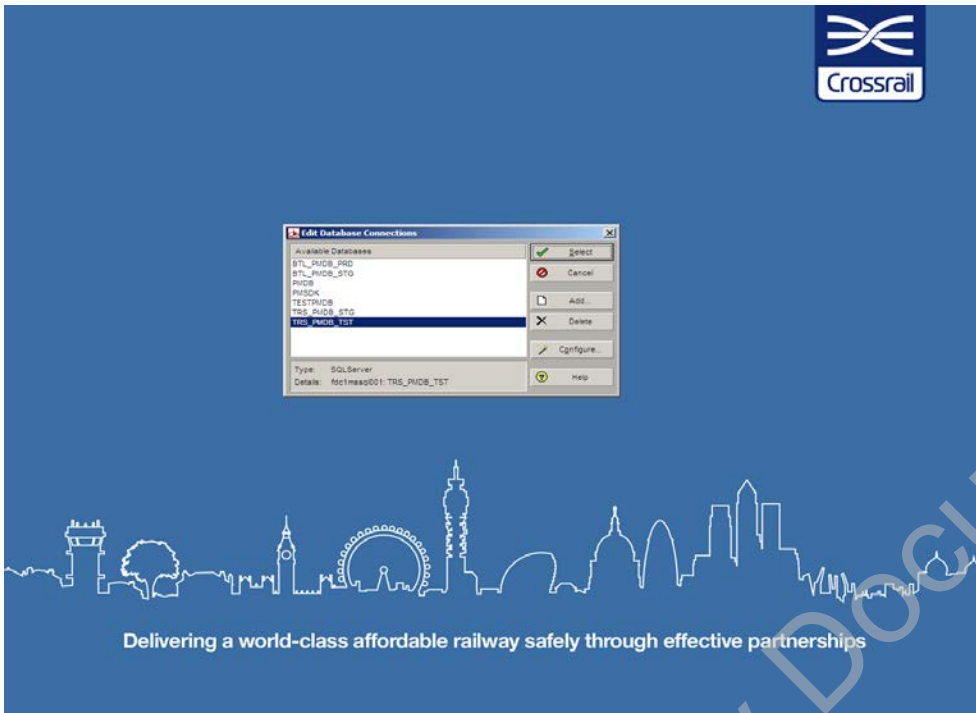 Crossrail
Edit Database Connections
Available Databases
BTL_PMDB_PRD
BTL_PMDB_STG
PMDB
PMSDK
TESTPMDB
TRS_PMDB_STG
TRS_PMDB_TST
Select
Cancel
Add...
Delete
Configure...
Help
Type: SQLServer
Details: TRS_PMDB_TST
Delivering a world-class affordable railway safely through effective partnerships